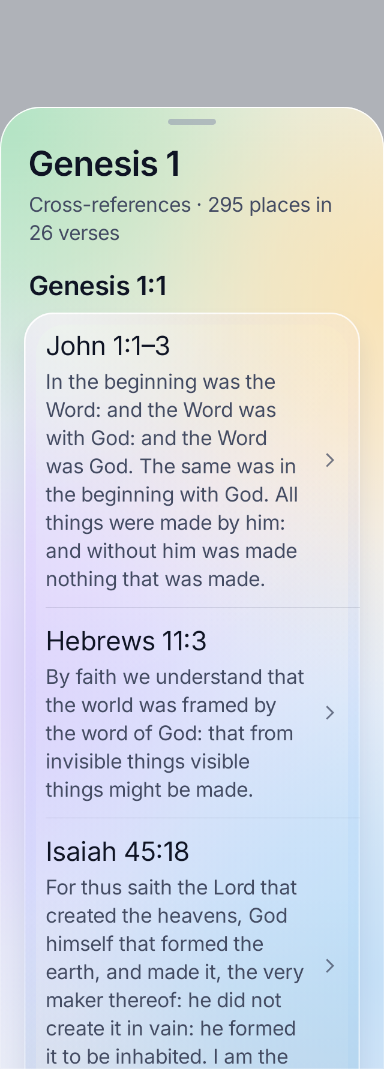 Genesis 1
Cross-references · 295 places in
26 verses
Genesis 1:1
John 1:1–3
In the beginning was the
Word: and the Word was
with God: and the Word
was God. The same was in
the beginning with God. All
things were made by him:
and without him was made
nothing that was made.
Hebrews 11:3
By faith we understand that
the world was framed by
the word of God: that from
invisible things visible
things might be made.
Isaiah 45:18
For thus saith the Lord that
created the heavens, God
himself that formed the
earth, and made it, the very
maker thereof: he did not
create it in vain: he formed
it to be inhabited. I am the